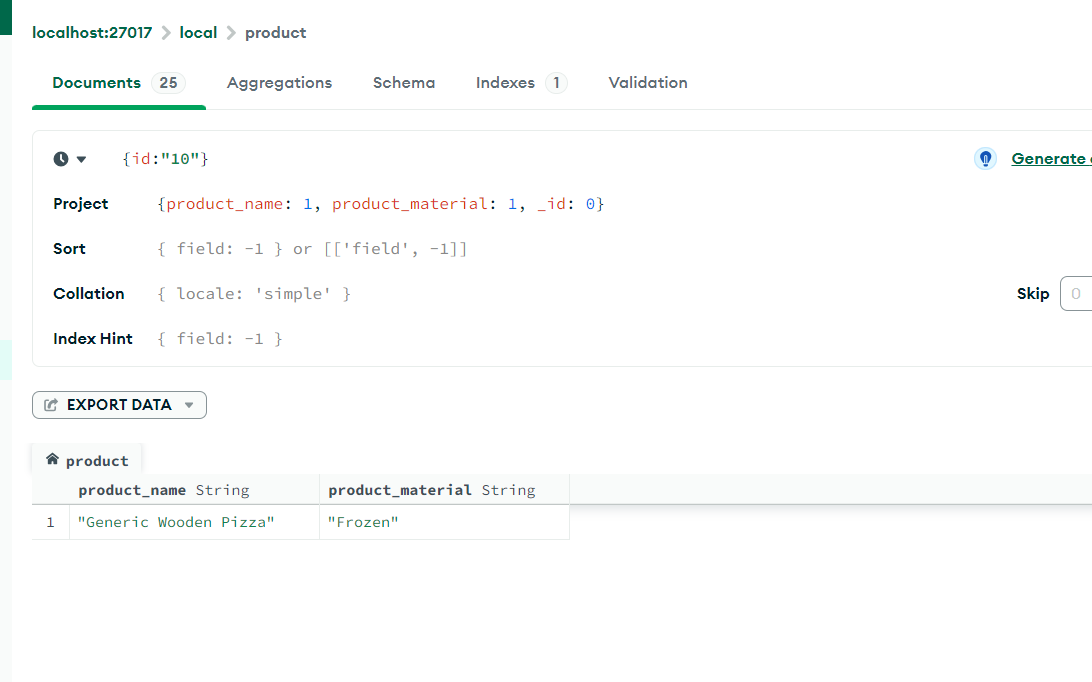 localhost:27017 > local > product
Documents 25 Aggregations Schema Indexes 1 Validation
{id:"10"} Generate
Project {product_name: 1, product_material: 1, _id: 0}
Sort { field: -1 } or [['field', -1]]
Collation { locale: 'simple' } Skip 0
Index Hint { field: -1 }
EXPORT DATA
product
product_name String product_material String
1 "Generic Wooden Pizza" "Frozen"